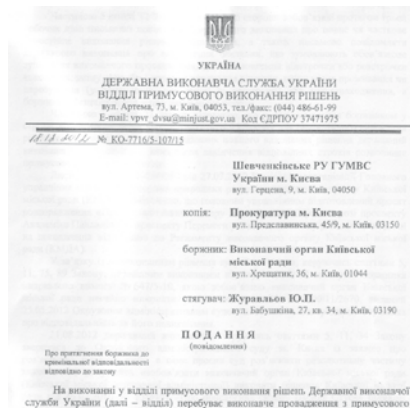 УКРАЇНА
ДЕРЖАВНА ВИКОНАВЧА СЛУЖБА УКРАЇНИ
ВІДДІЛ ПРИМУСОВОГО ВИКОНАННЯ РІШЕНЬ
вул. Артема, 73, м. Київ, 04053, тел./факс: (044) 486-61-99
E-mail: vpvr_dvsu@minjust.gov.ua Код ЄДРПОУ 37471975
№ КО-7716/5-107/15
Шевченківське РУ ГУМВС
України м. Києва
вул. Герцена, 9, м. Київ, 04050
копія: Прокуратура м. Києва
вул. Предславинська, 45/9, м. Київ, 03150
боржник: Виконавчий орган Київської
міської ради
вул. Хрещатик, 36, м. Київ, 01044
стягувач: Журавльов Ю.П.
вул. Бабушкіна, 27, кв. 34, м. Київ, 03190
ПОДАННЯ
(повідомлення)
Про притягнення боржника до
кримінальної відповідальності
відповідно до закону
На виконанні у відділі примусового виконання рішень Державної виконавчої
служби України (далі – відділ) перебуває виконавче провадження з примусового